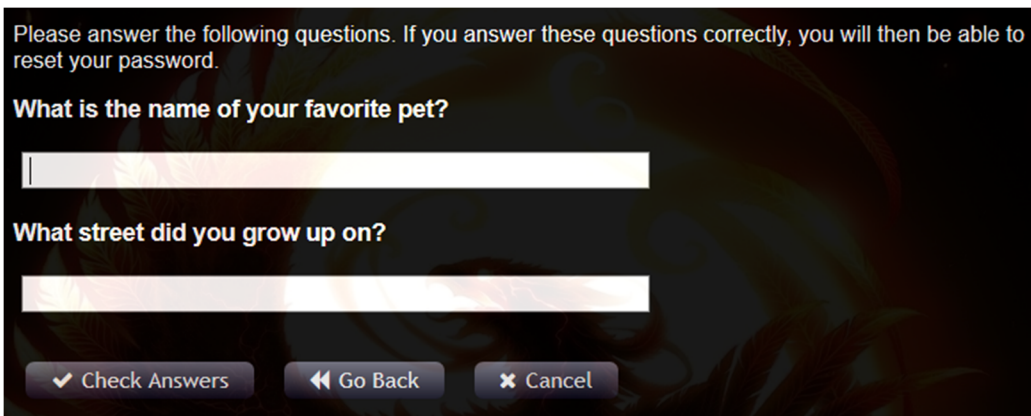 Please answer the following questions. If you answer these questions correctly, you will then be able to
reset your password.
What is the name of your favorite pet?
What street did you grow up on?
Check Answers
Go Back
Cancel